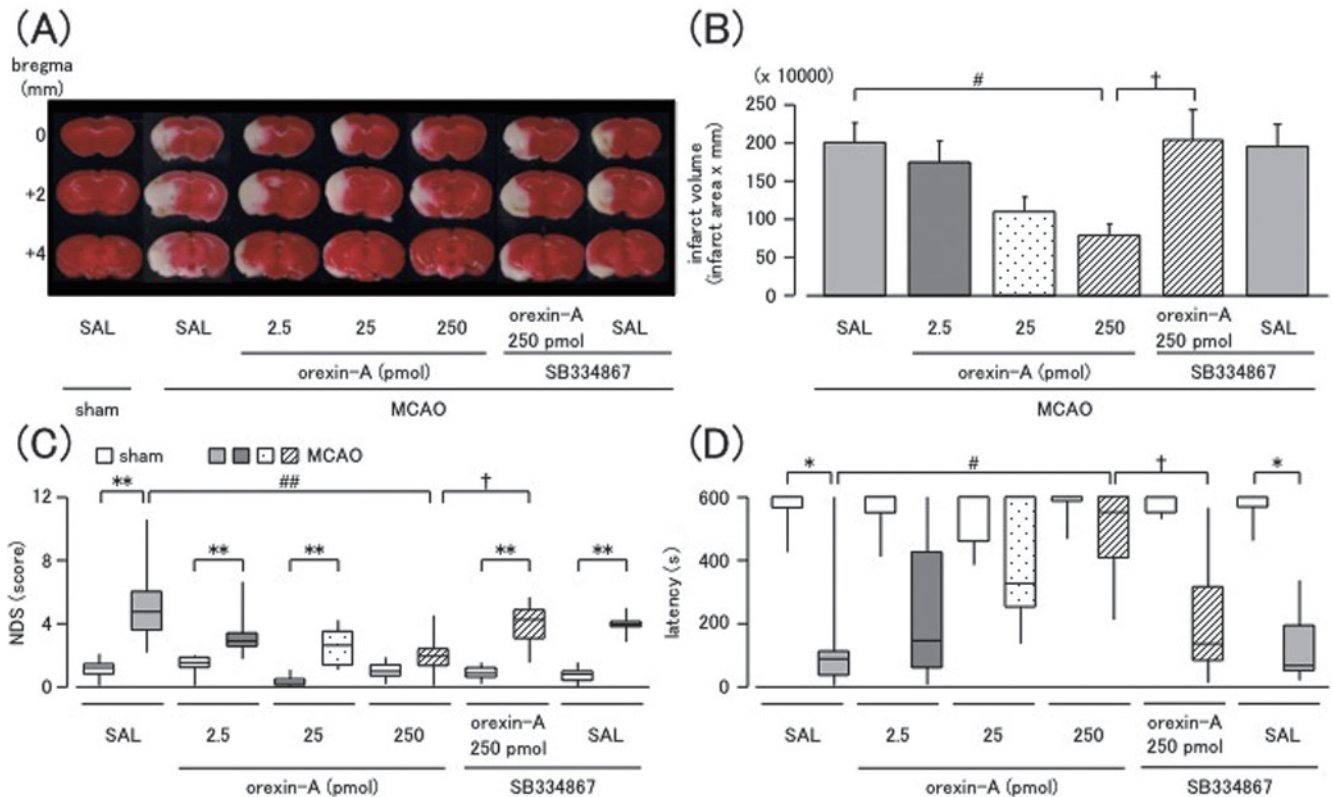 (A)
bregma
(mm)
0
+2
+4
SAL SAL 2.5 25 250 orexin-A
250 pmol SAL
orexin-A (pmol) SB334867
sham MCAO
(B)
(x 10000)
# †
250
200
150
100
50
0
infarct volume
(infarct area x mm)
SAL 2.5 25 250 orexin-A
250 pmol SAL
orexin-A (pmol) SB334867
MCAO
(C)
sham MCAO
** ## †
** ** ** **
12
8
4
0
NDS (score)
SAL 2.5 25 250 orexin-A
250 pmol SAL
orexin-A (pmol) SB334867
(D)
* # † *
600
400
200
0
latency (s)
SAL 2.5 25 250 orexin-A
250 pmol SAL
orexin-A (pmol) SB334867